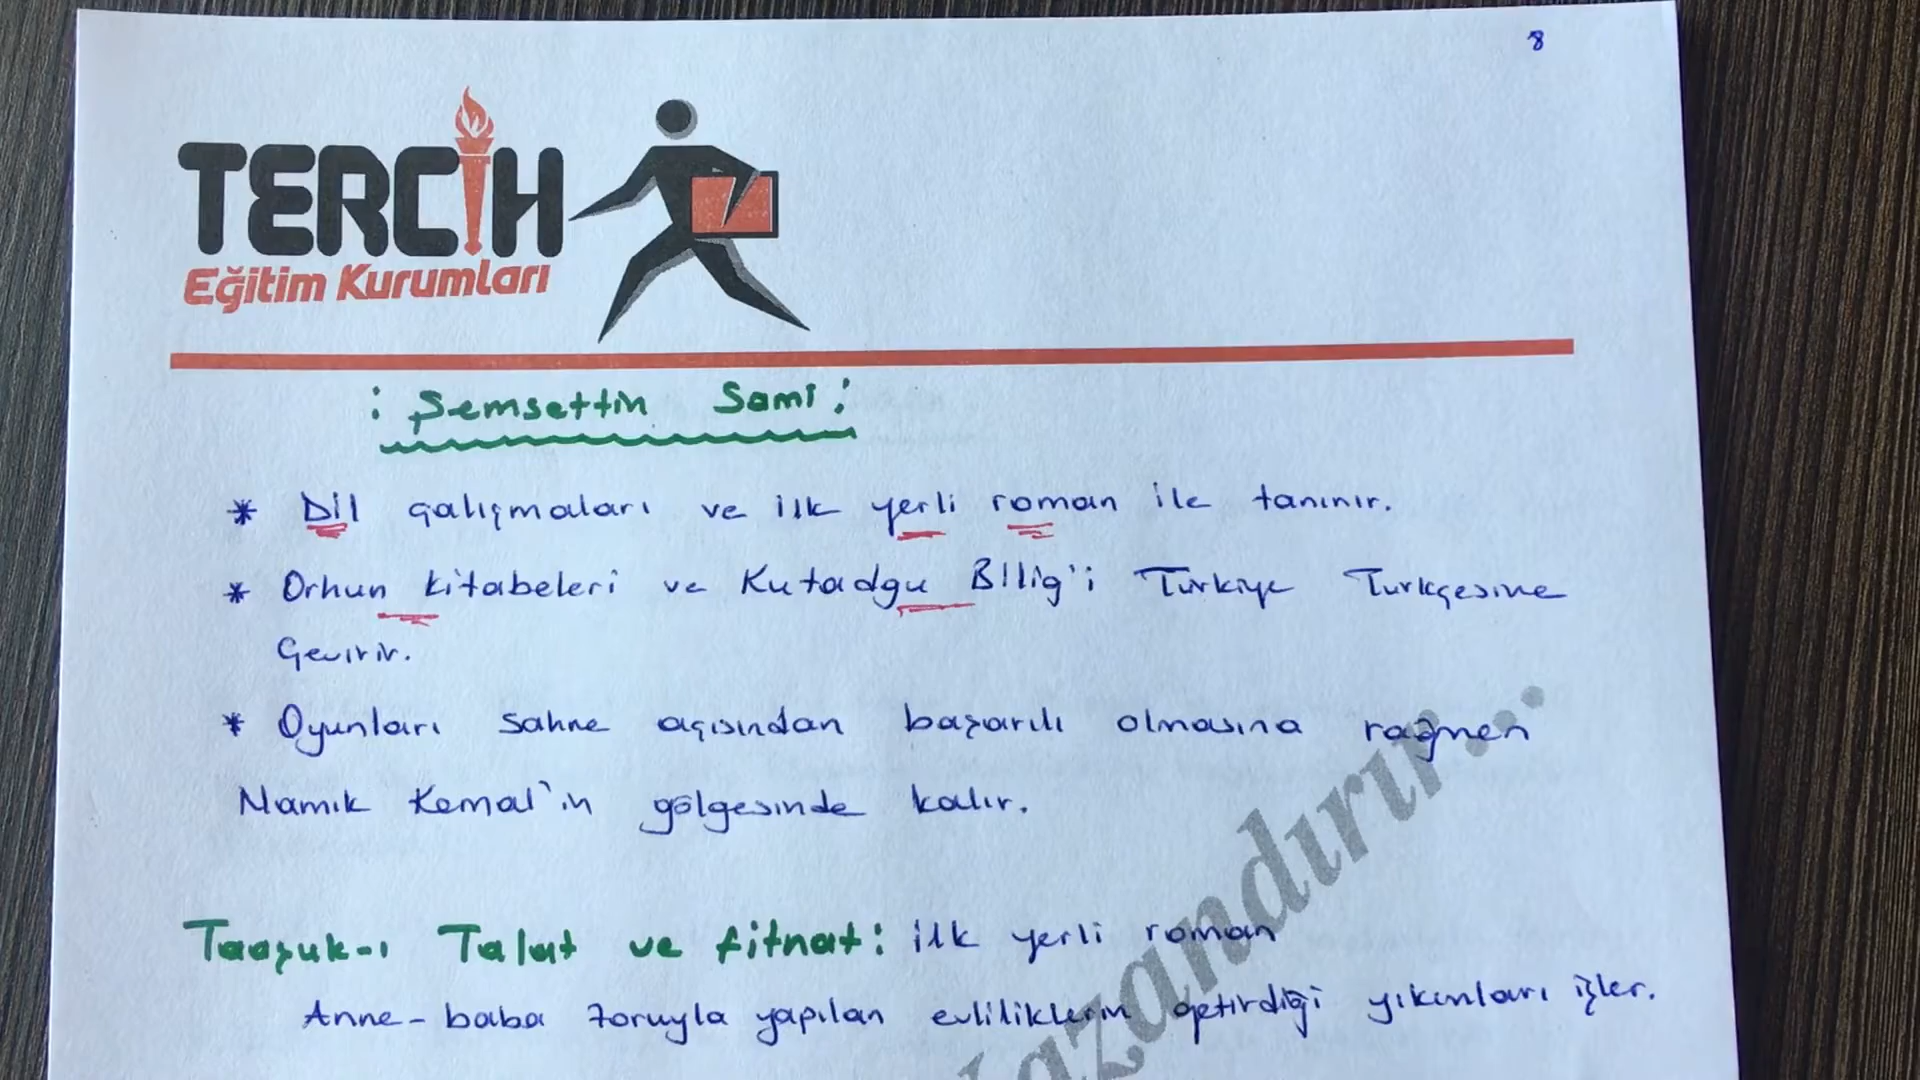 8
TERCİH
Eğitim Kurumları
: Şemsettin Sami :
* Dil çalışmaları ve ilk yerli roman ile tanınır.
* Orhun kitabeleri ve Kutadgu Bilig'i Türkiye Türkçesine
Çevirir.
* Oyunları sahne açısından başarılı olmasına rağmen
Namık Kemal'in gölgesinde kalır.
Taaşuk-ı Talat ve fitnat: ilk yerli roman
Anne-baba zoruyla yapılan evliliklerin getirdiği yıkımları işler.
Kazandırır...